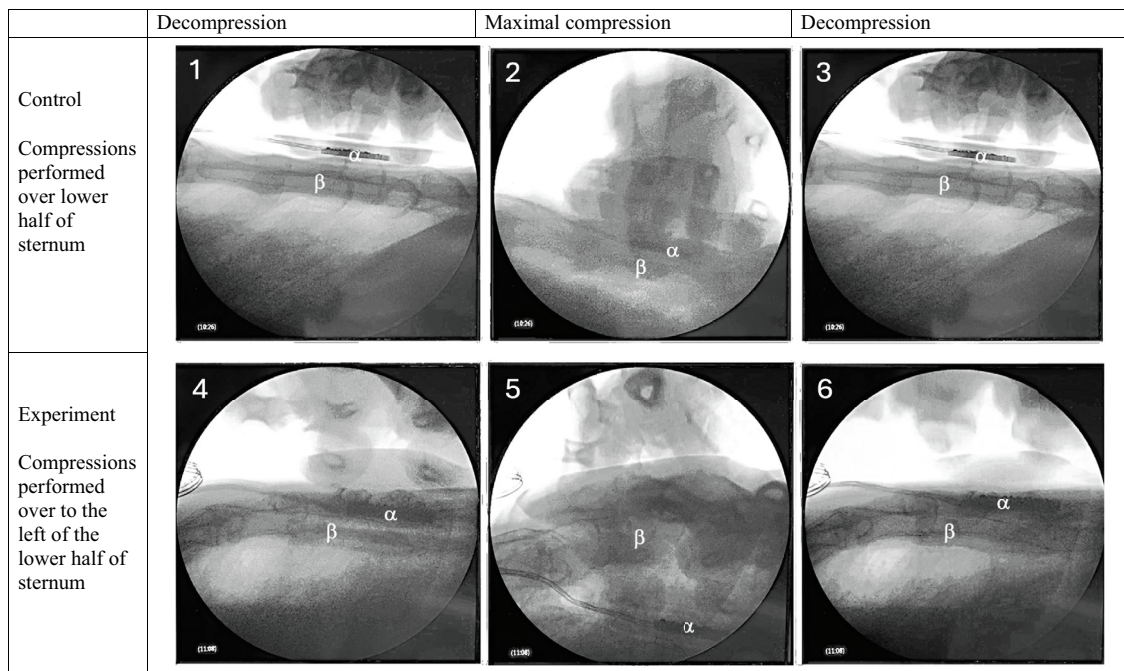 Decompression
Maximal compression
Decompression
Control
Compressions
performed
over lower
half of
sternum
1
α
β
(10:26)
2
α
β
(10:26)
3
α
β
(10:26)
Experiment
Compressions
performed
over to the
left of the
lower half of
sternum
4
α
β
(11:08)
5
β
α
(11:08)
6
α
β
(11:08)